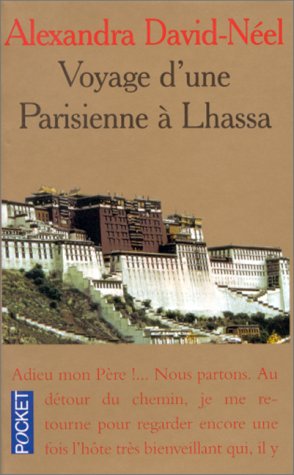 Alexandra David-Néel
Voyage d'une
Parisienne à Lhassa
Adieu mon Père !... Nous partons. Au
détour du chemin, je me re-
tourne pour regarder encore une
fois l'hôte très bienveillant qui, il y
POCKET